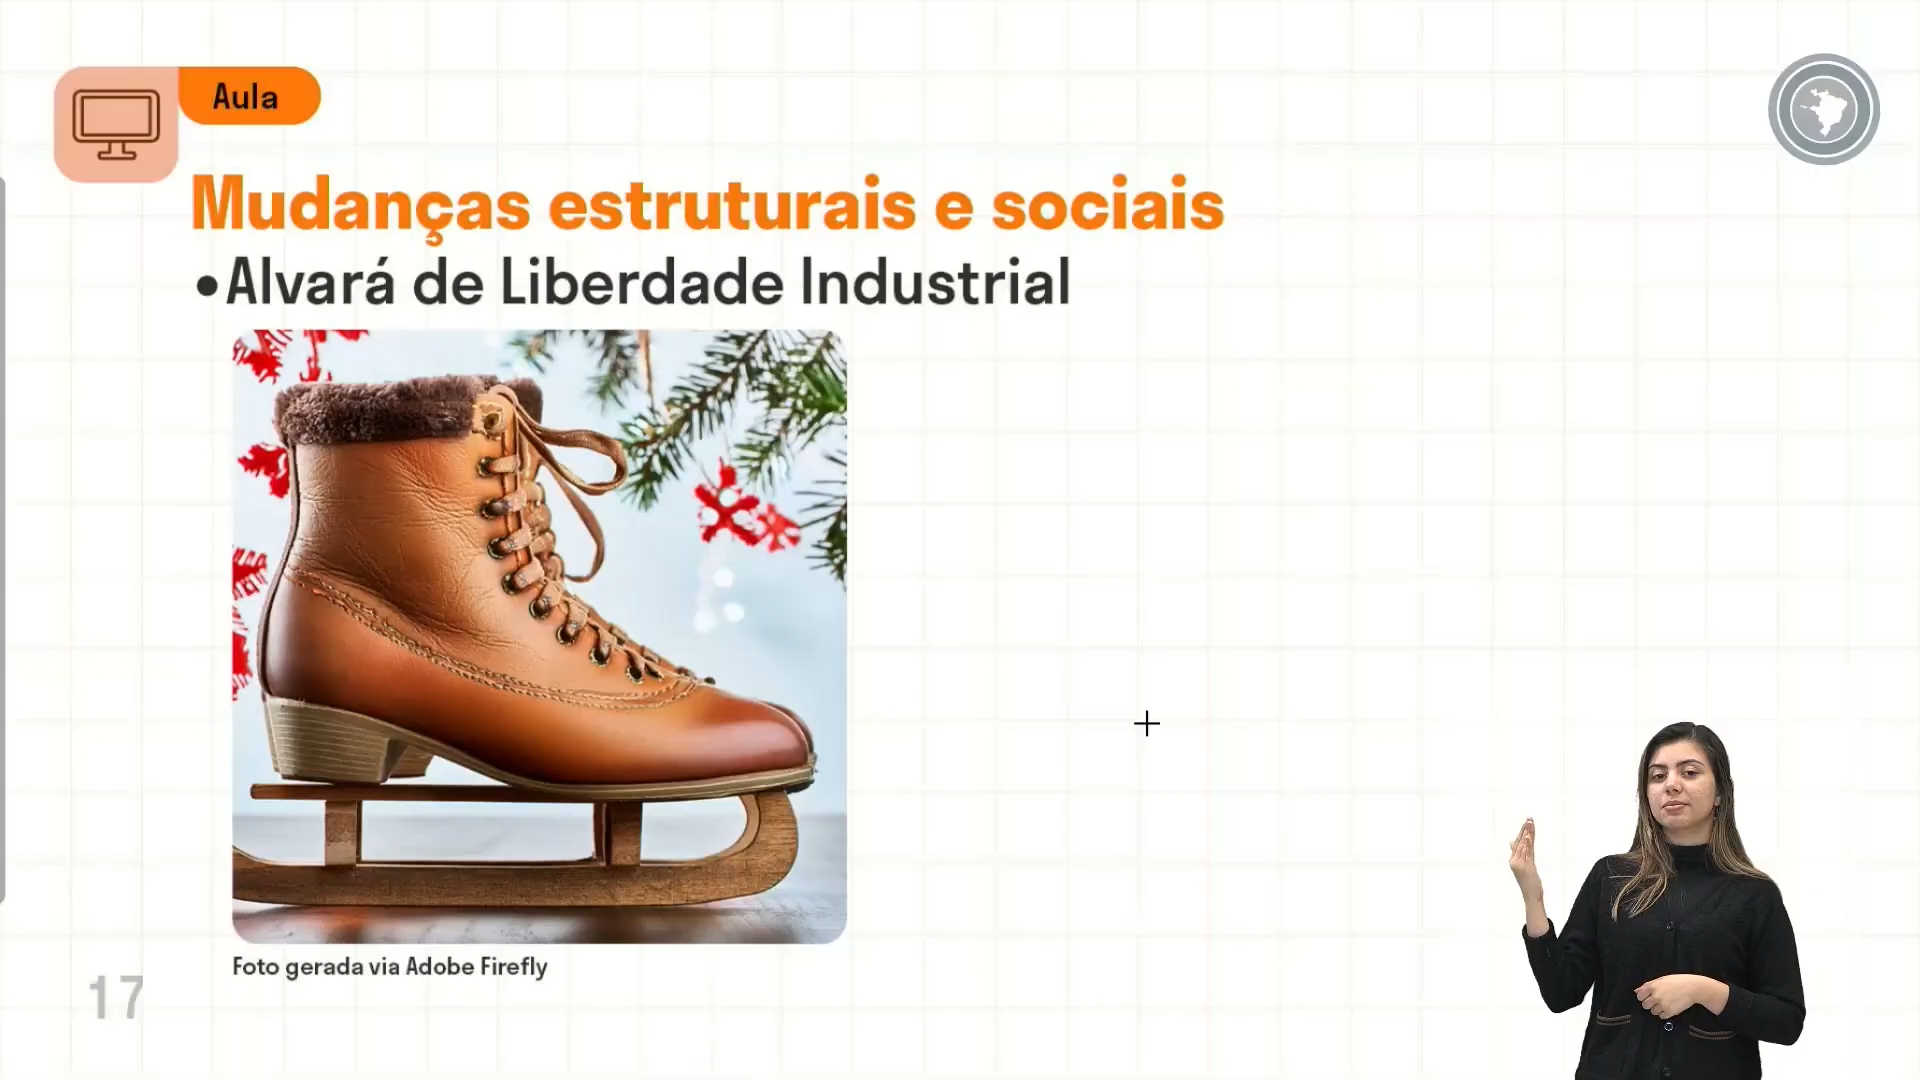 Aula
Mudanças estruturais e sociais
•Alvará de Liberdade Industrial
Foto gerada via Adobe Firefly
17